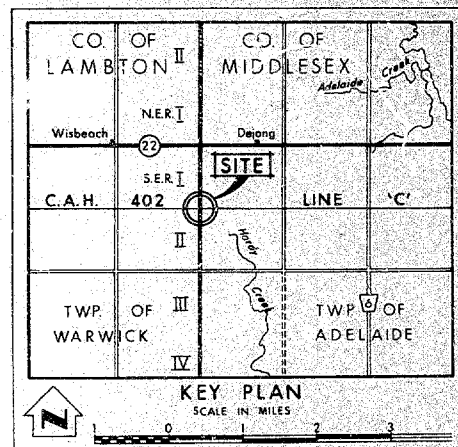 CO. OF CO. OF
LAMBTON II MIDDLESEX
Adelaide Creek
N.E.R. I
Wisbeach Dejong
22
SITE
S.E.R. I
C.A.H. 402 LINE 'C'
II
Hardy Creek
TWP. OF III TWP. OF
6
WARWICK ADELAIDE
IV
KEY PLAN
SCALE IN MILES
N
1 0 1 2 3